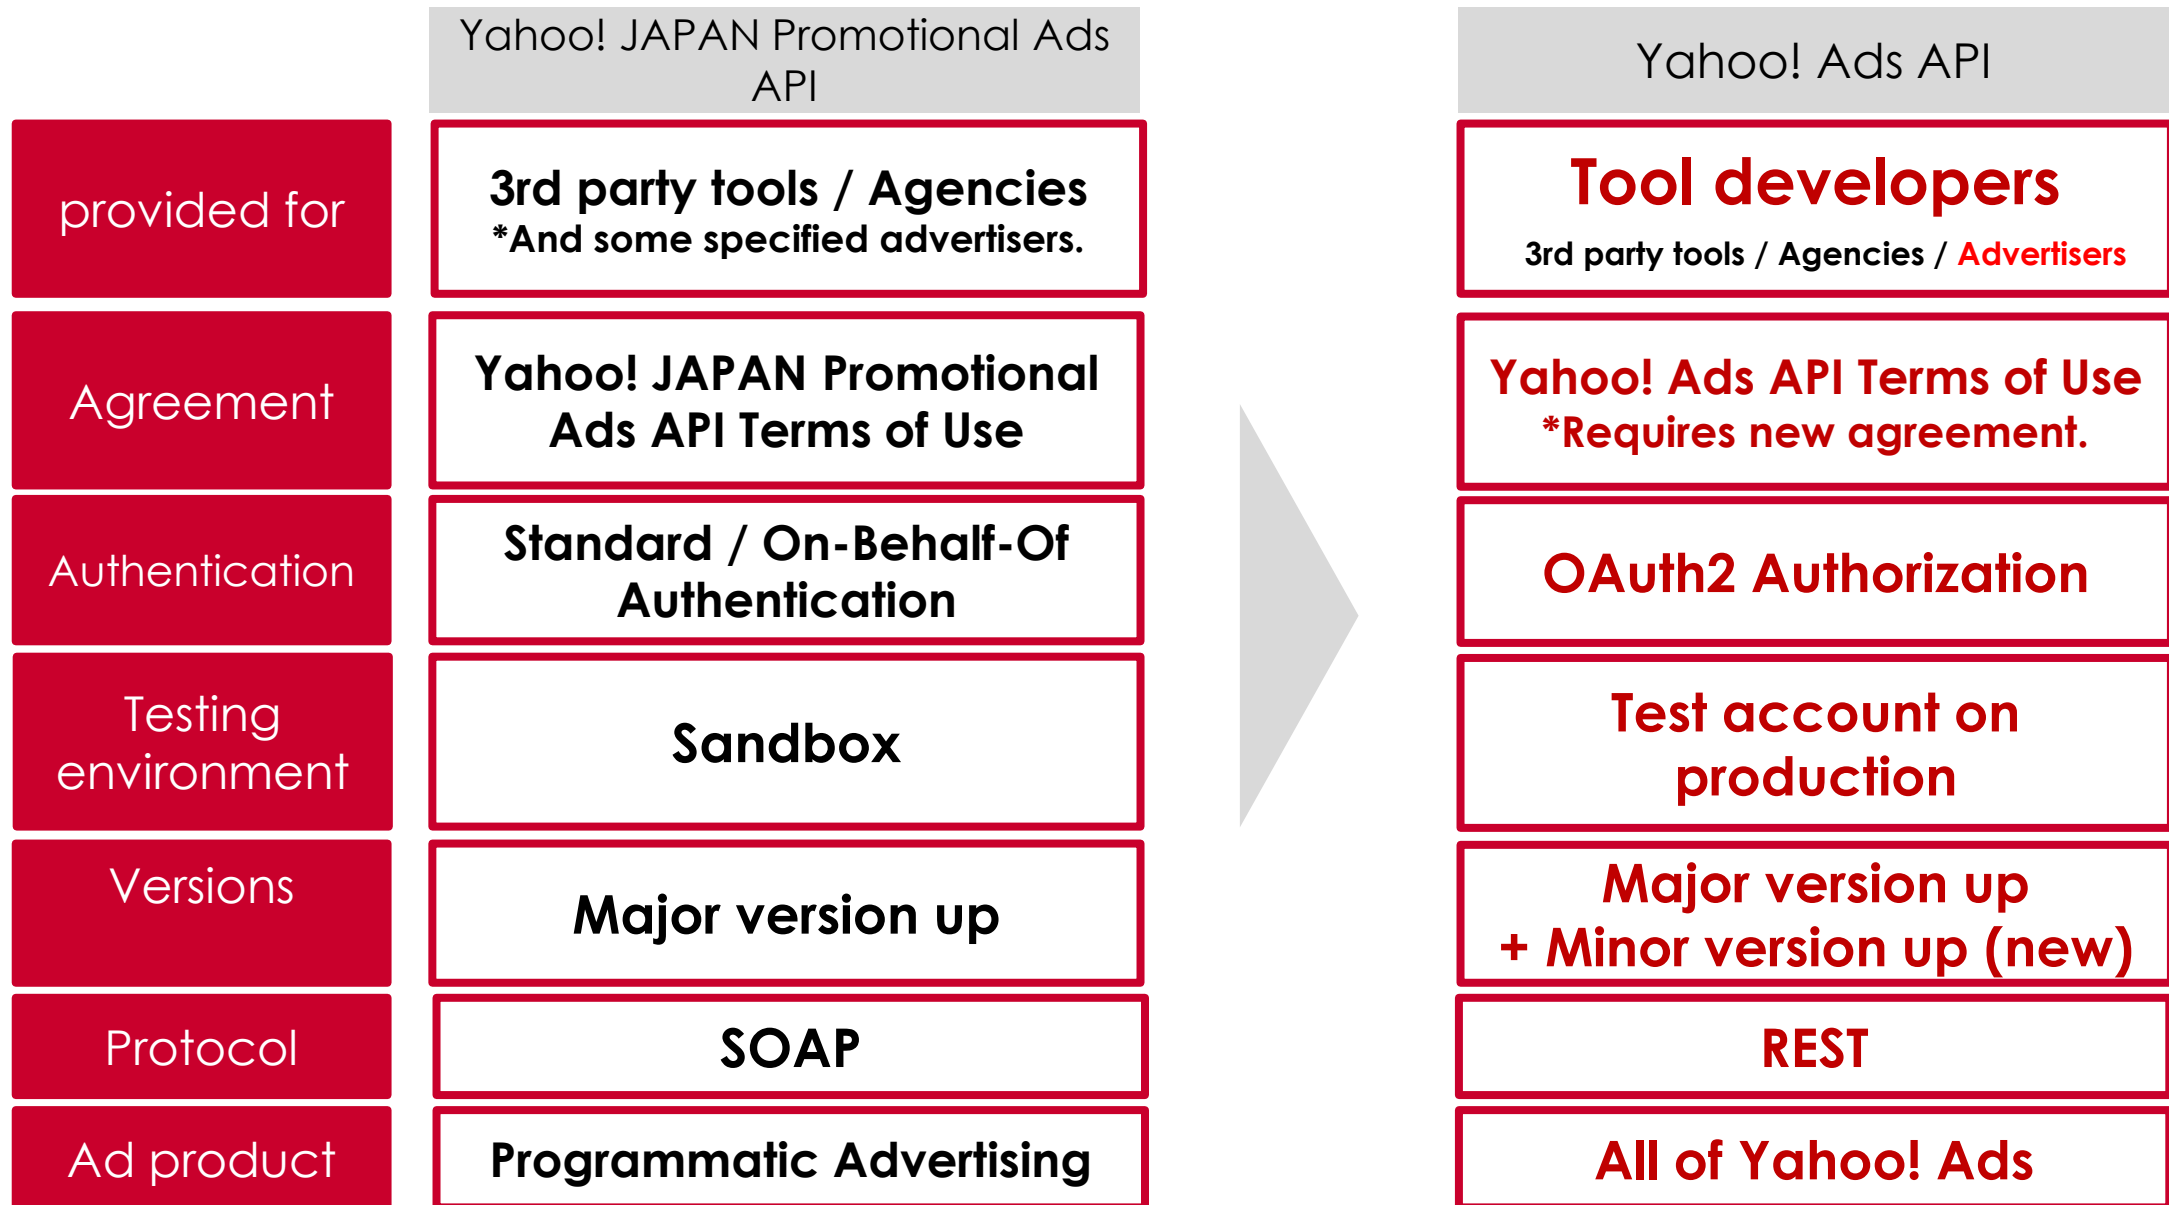 Yahoo! JAPAN Promotional Ads
API
Yahoo! Ads API
provided for
3rd party tools / Agencies
*And some specified advertisers.
Tool developers
3rd party tools / Agencies / Advertisers
Agreement
Yahoo! JAPAN Promotional
Ads API Terms of Use
Yahoo! Ads API Terms of Use
*Requires new agreement.
Authentication
Standard / On-Behalf-Of
Authentication
OAuth2 Authorization
Testing
environment
Sandbox
Test account on
production
Versions
Major version up
Major version up
+ Minor version up (new)
Protocol
SOAP
REST
Ad product
Programmatic Advertising
All of Yahoo! Ads